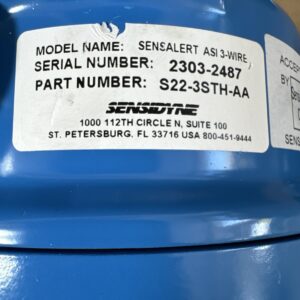 MODEL NAME: SENSALERT ASI 3-WIRE
SERIAL NUMBER: 2303-2487
PART NUMBER: S22-3STH-AA
SENSIDYNE
1000 112TH CIRCLE N, SUITE 100
ST. PETERSBURG, FL 33716 USA 800-451-9444
BY